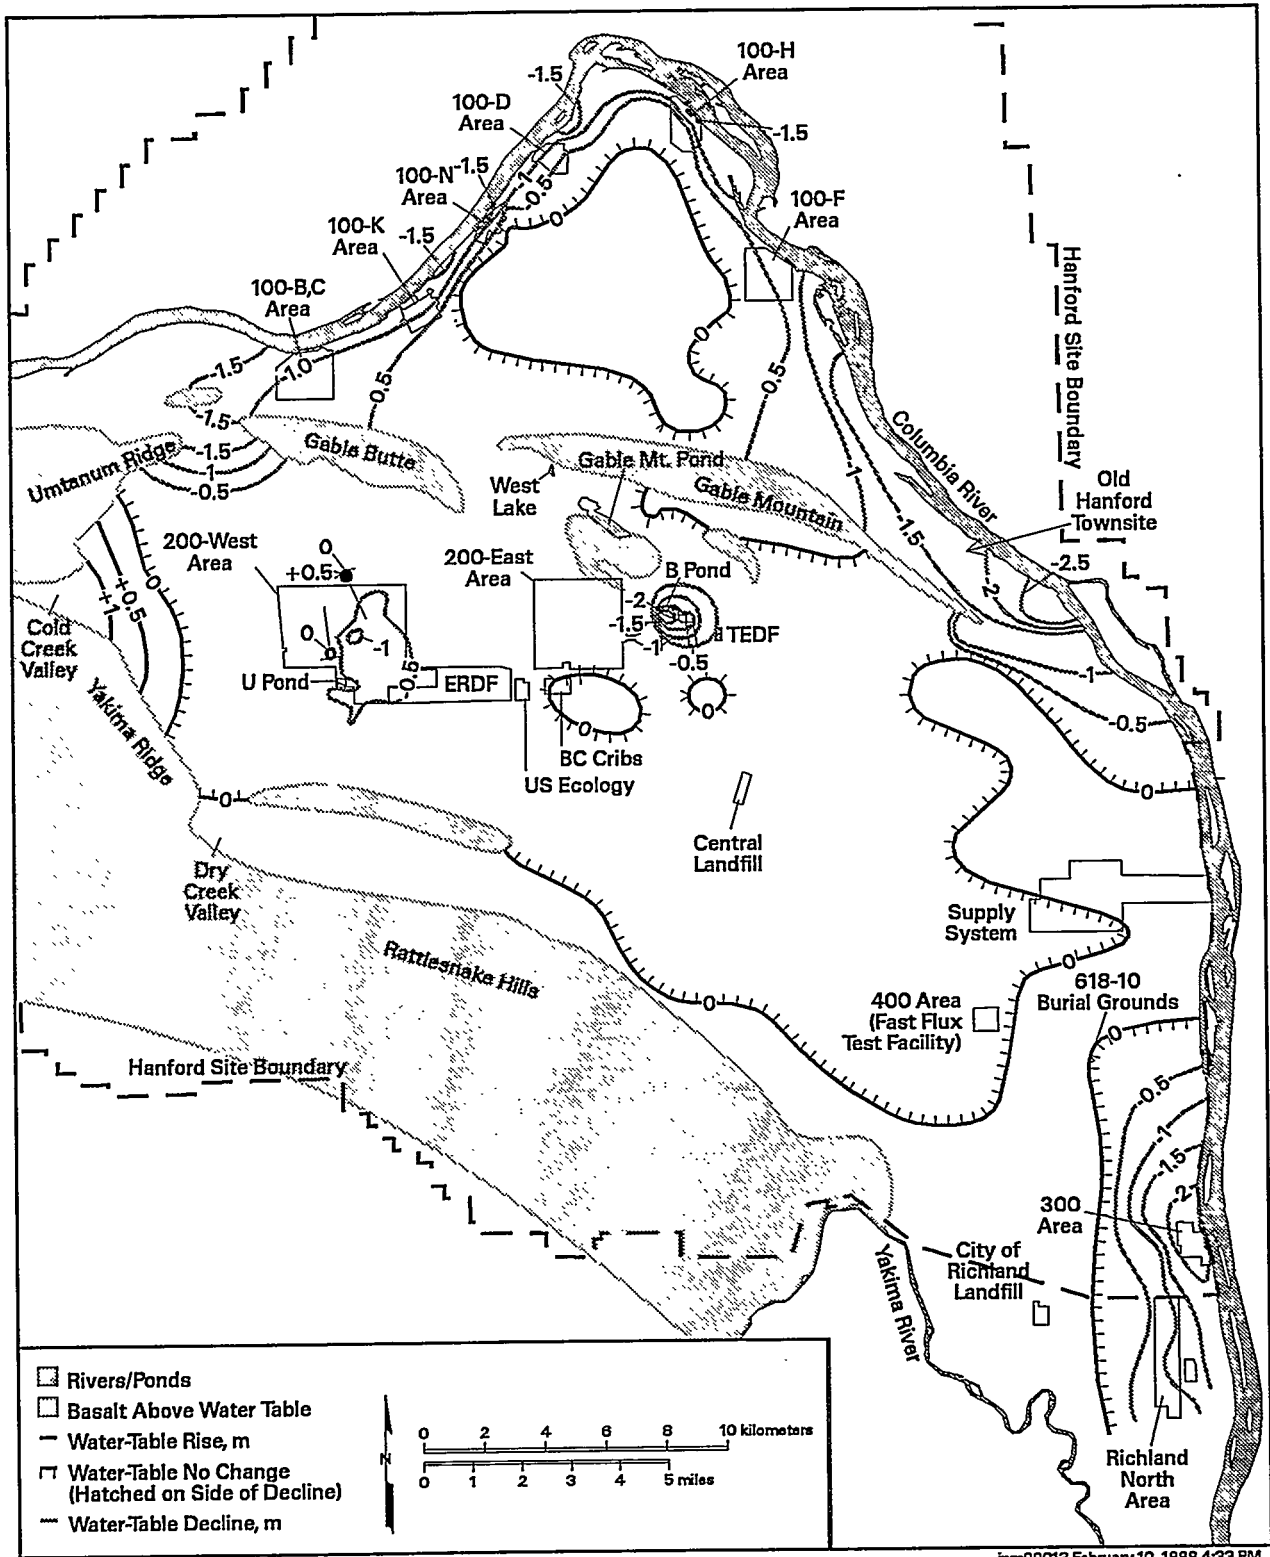 100-H
Area
-1.5
100-D
Area
-1.5
100-N
Area
-1.5
-1
-0.5
0
100-F
Area
100-K
Area
-1.5
100-B,C
Area
-1.5
-1.0
-0.5
0
-0.5
Hanford Site Boundary
-1.5
-1.5
-1
-0.5
Umtanum Ridge
Gable Butte
Gable Mt. Pond
West
Lake
Gable Mountain
-1
-1.5
Columbia River
Old
Hanford
Townsite
-2
-2.5
200-West
Area
0
+0.5
200-East
Area
B Pond
-2
-1.5
-1
-0.5
TEDF
0
+0.5
+1
Cold
Creek
Valley
0
-1
U Pond
-0.5
ERDF
-1
-0.5
0
Yakima Ridge
0
0
BC Cribs
US Ecology
0
Central
Landfill
Dry
Creek
Valley
Supply
System
0
Rattlesnake Hills
0
400 Area
(Fast Flux
Test Facility)
618-10
Burial Grounds
0
-0.5
-1
-1.5
-2
Hanford Site Boundary
300
Area
City of
Richland
Landfill
Yakima River
Richland
North
Area
Rivers/Ponds
Basalt Above Water Table
Water-Table Rise, m
Water-Table No Change
(Hatched on Side of Decline)
Water-Table Decline, m
N
0 2 4 6 8 10 kilometers
0 1 2 3 4 5 miles